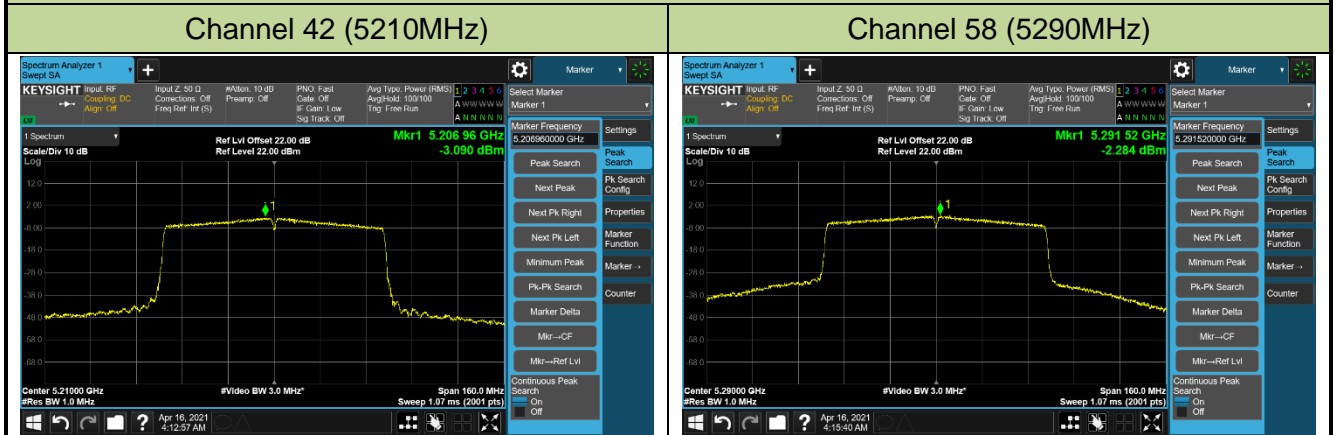 Channel 42 (5210MHz)
Channel 58 (5290MHz)
Spectrum Analyzer 1
Swept SA
+
Marker
KEYSIGHT
Input: RF
Coupling: DC
Align: Off
Input Z: 50 Ω
Corrections: Off
Freq Ref: Int (S)
#Atten: 10 dB
Preamp: Off
PNO: Fast
Gate: Off
IF Gain: Low
Sig Track: Off
Avg Type: Power (RMS)
Avg|Hold: 100/100
Trig: Free Run
1 2 3 4 5 6
A W W W W W
A N N N N N
LXI
Select Marker
Marker 1
1 Spectrum
Scale/Div 10 dB
Log
Ref Lvl Offset 22.00 dB
Ref Level 22.00 dBm
Mkr1 5.206 96 GHz
-3.090 dBm
Marker Frequency
5.206960000 GHz
Settings
Peak Search
Peak
Search
Next Peak
Pk Search
Config
Next Pk Right
Properties
Next Pk Left
Marker
Function
Minimum Peak
Marker→
Pk-Pk Search
Counter
Marker Delta
Mkr→CF
Mkr→Ref Lvl
Continuous Peak
Search
On
Off
12.0
2.00
-8.00
-18.0
-28.0
-38.0
-48.0
-58.0
-68.0
1
Center 5.21000 GHz
#Res BW 1.0 MHz
#Video BW 3.0 MHz*
Span 160.0 MHz
Sweep 1.07 ms (2001 pts)
?
Apr 16, 2021
4:12:57 AM
Spectrum Analyzer 1
Swept SA
+
Marker
KEYSIGHT
Input: RF
Coupling: DC
Align: Off
Input Z: 50 Ω
Corrections: Off
Freq Ref: Int (S)
#Atten: 10 dB
Preamp: Off
PNO: Fast
Gate: Off
IF Gain: Low
Sig Track: Off
Avg Type: Power (RMS)
Avg|Hold: 100/100
Trig: Free Run
1 2 3 4 5 6
A W W W W W
A N N N N N
LXI
Select Marker
Marker 1
1 Spectrum
Scale/Div 10 dB
Log
Ref Lvl Offset 22.00 dB
Ref Level 22.00 dBm
Mkr1 5.291 52 GHz
-2.284 dBm
Marker Frequency
5.291520000 GHz
Settings
Peak Search
Peak
Search
Next Peak
Pk Search
Config
Next Pk Right
Properties
Next Pk Left
Marker
Function
Minimum Peak
Marker→
Pk-Pk Search
Counter
Marker Delta
Mkr→CF
Mkr→Ref Lvl
Continuous Peak
Search
On
Off
12.0
2.00
-8.00
-18.0
-28.0
-38.0
-48.0
-58.0
-68.0
1
Center 5.29000 GHz
#Res BW 1.0 MHz
#Video BW 3.0 MHz*
Span 160.0 MHz
Sweep 1.07 ms (2001 pts)
?
Apr 16, 2021
4:15:40 AM